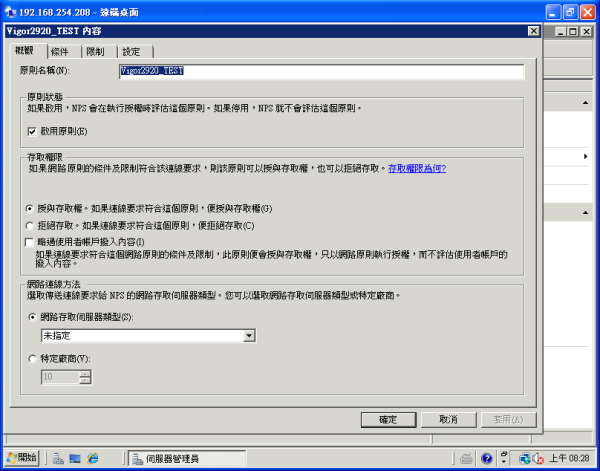 192.168.254.208 - 遠端桌面
Vigor2920_TEST 內容
概觀 條件 限制 設定
原則名稱(N): Vigor2920_TEST
原則狀態
如果啟用，NPS 會在執行授權時評估這個原則。如果停用，NPS 就不會評估這個原則。
啟用原則(E)
存取權限
如果網路原則的條件及限制符合該連線要求，則該原則可以授與存取權，也可以拒絕存取。存取權限為何?
授與存取權。如果連線要求符合這個原則，便授與存取權(G)
拒絕存取。如果連線要求符合這個原則，便拒絕存取(C)
略過使用者帳戶撥入內容(I)
如果連線要求符合這個網路原則的條件及限制，此原則便會授與存取權，只以網路原則執行授權，而不評估使用者帳戶的
撥入內容。
網路連線方法
選取傳送連線要求給 NPS 的網路存取伺服器類型。您可以選取網路存取伺服器類型或特定廠商。
網路存取伺服器類型(S):
未指定
特定廠商(V):
10
確定 取消 套用(A)
開始 伺服器管理員 上午 08:28